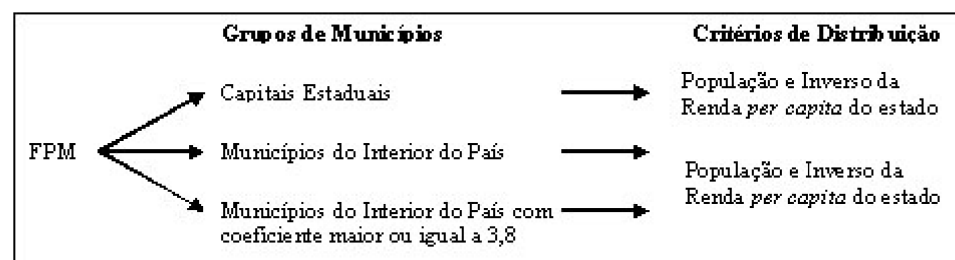 Grupos de Municípios
Critérios de Distribuição
Capitais Estaduais
População e Inverso da
Renda per capita do estado
FPM
Municípios do Interior do País
População e Inverso da
Renda per capita do estado
Municípios do Interior do País com
coeficiente maior ou igual a 3,8